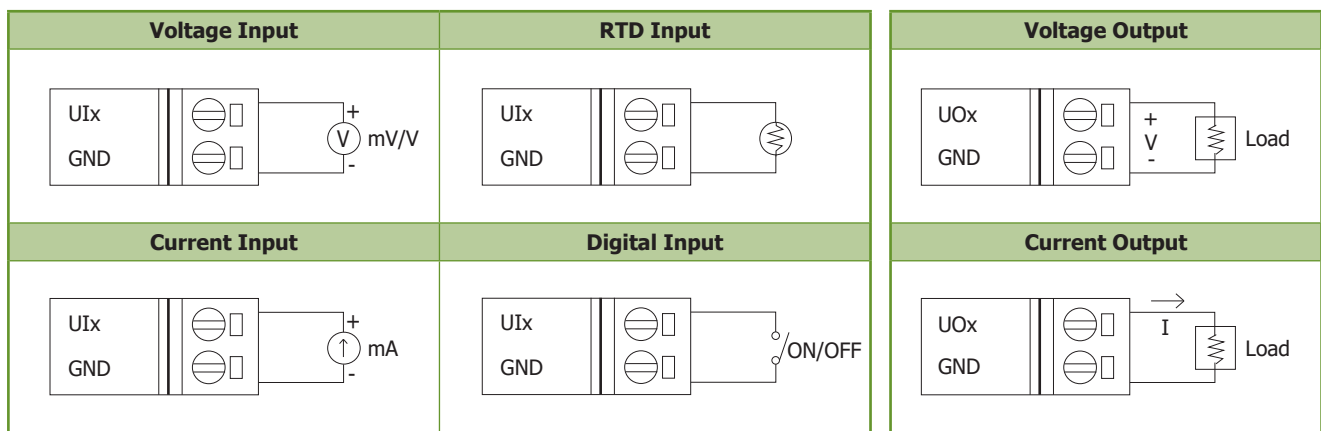 Voltage Input
UIx
GND
+
V
-
mV/V
RTD Input
UIx
GND
Voltage Output
UOx
GND
+
V
-
Load
Current Input
UIx
GND
+
-
mA
Digital Input
UIx
GND
ON/OFF
Current Output
UOx
GND
I
Load